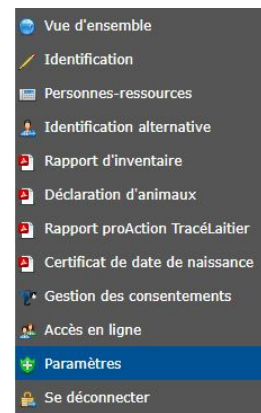 Vue d'ensemble
Identification
Personnes-ressources
Identification alternative
Rapport d'inventaire
Déclaration d'animaux
Rapport proAction TracéLaitier
Certificat de date de naissance
Gestion des consentements
Accès en ligne
Paramètres
Se déconnecter